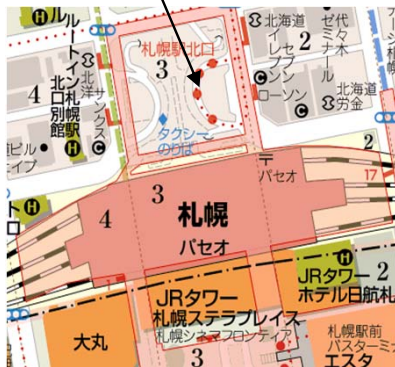 ホル
ルートイン札幌駅
北口別館
北洋
サンクス
4
札幌駅北口
3
タクシー
のりば
北海道
イレブン
セブン
2
代々木
ゼミナール
ローソン
北海道
労金
2
17
パセオ
4
3
札幌
パセオ
JRタワー
札幌ステラプレイス
札幌シネマフロンティア
3
大丸
JRタワー
ホテル日航札
2
札幌駅前
バスターミナ
エスタ